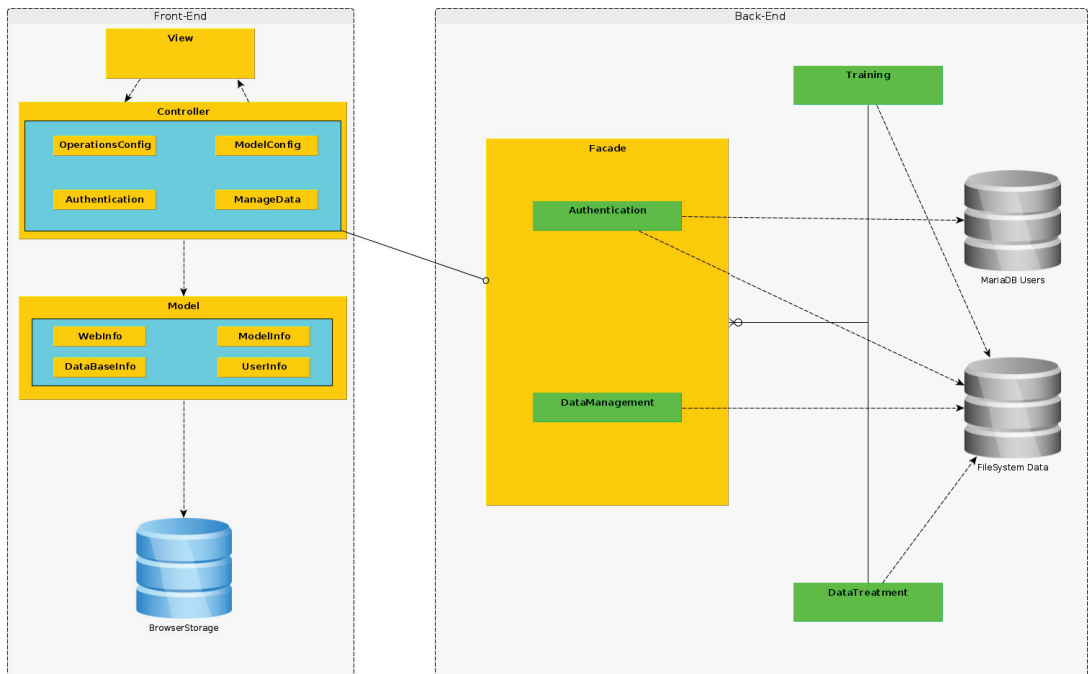 Front-End
View
Controller
OperationsConfig
ModelConfig
Authentication
ManageData
Model
WebInfo
ModelInfo
DataBaseInfo
UserInfo
BrowserStorage
Back-End
Training
Facade
Authentication
MariaDB Users
DataManagement
FileSystem Data
DataTreatment